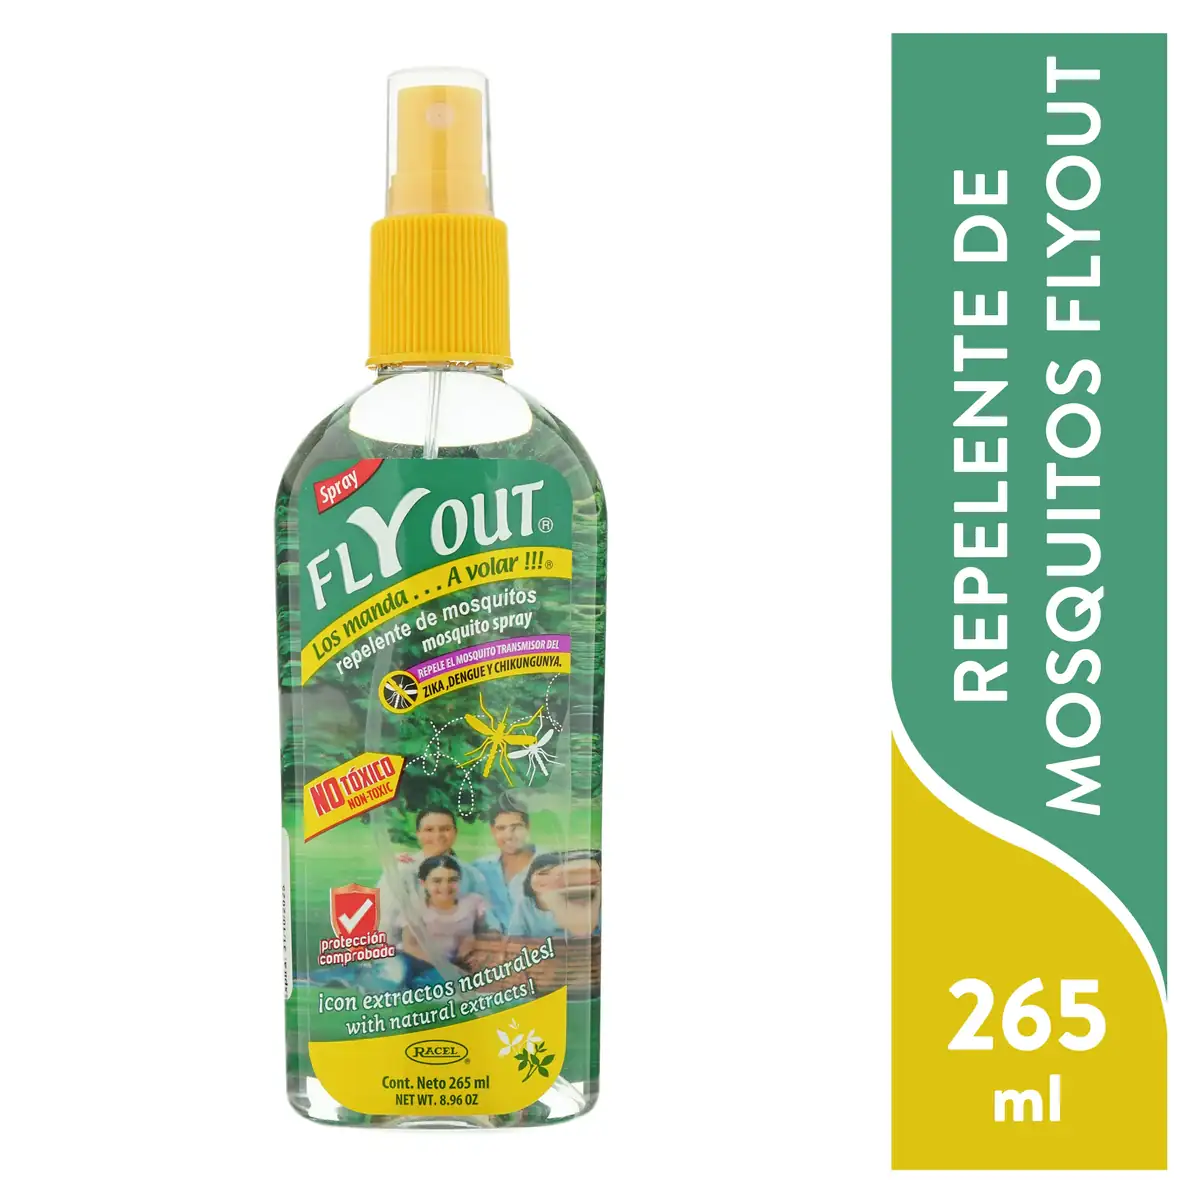 Spray
FLYOUT®
Los manda... A volar !!!®
repelente de mosquitos
mosquito spray
REPELE EL MOSQUITO TRANSMISOR DEL
ZIKA, DENGUE Y CHIKUNGUNYA.
NO TÓXICO
NON-TOXIC
protección
comprobada
¡con extractos naturales!
with natural extracts!
RACEL®
Cont. Neto 265 ml
NET WT. 8.96 OZ
REPELENTE DE
MOSQUITOS FLYOUT
265
ml